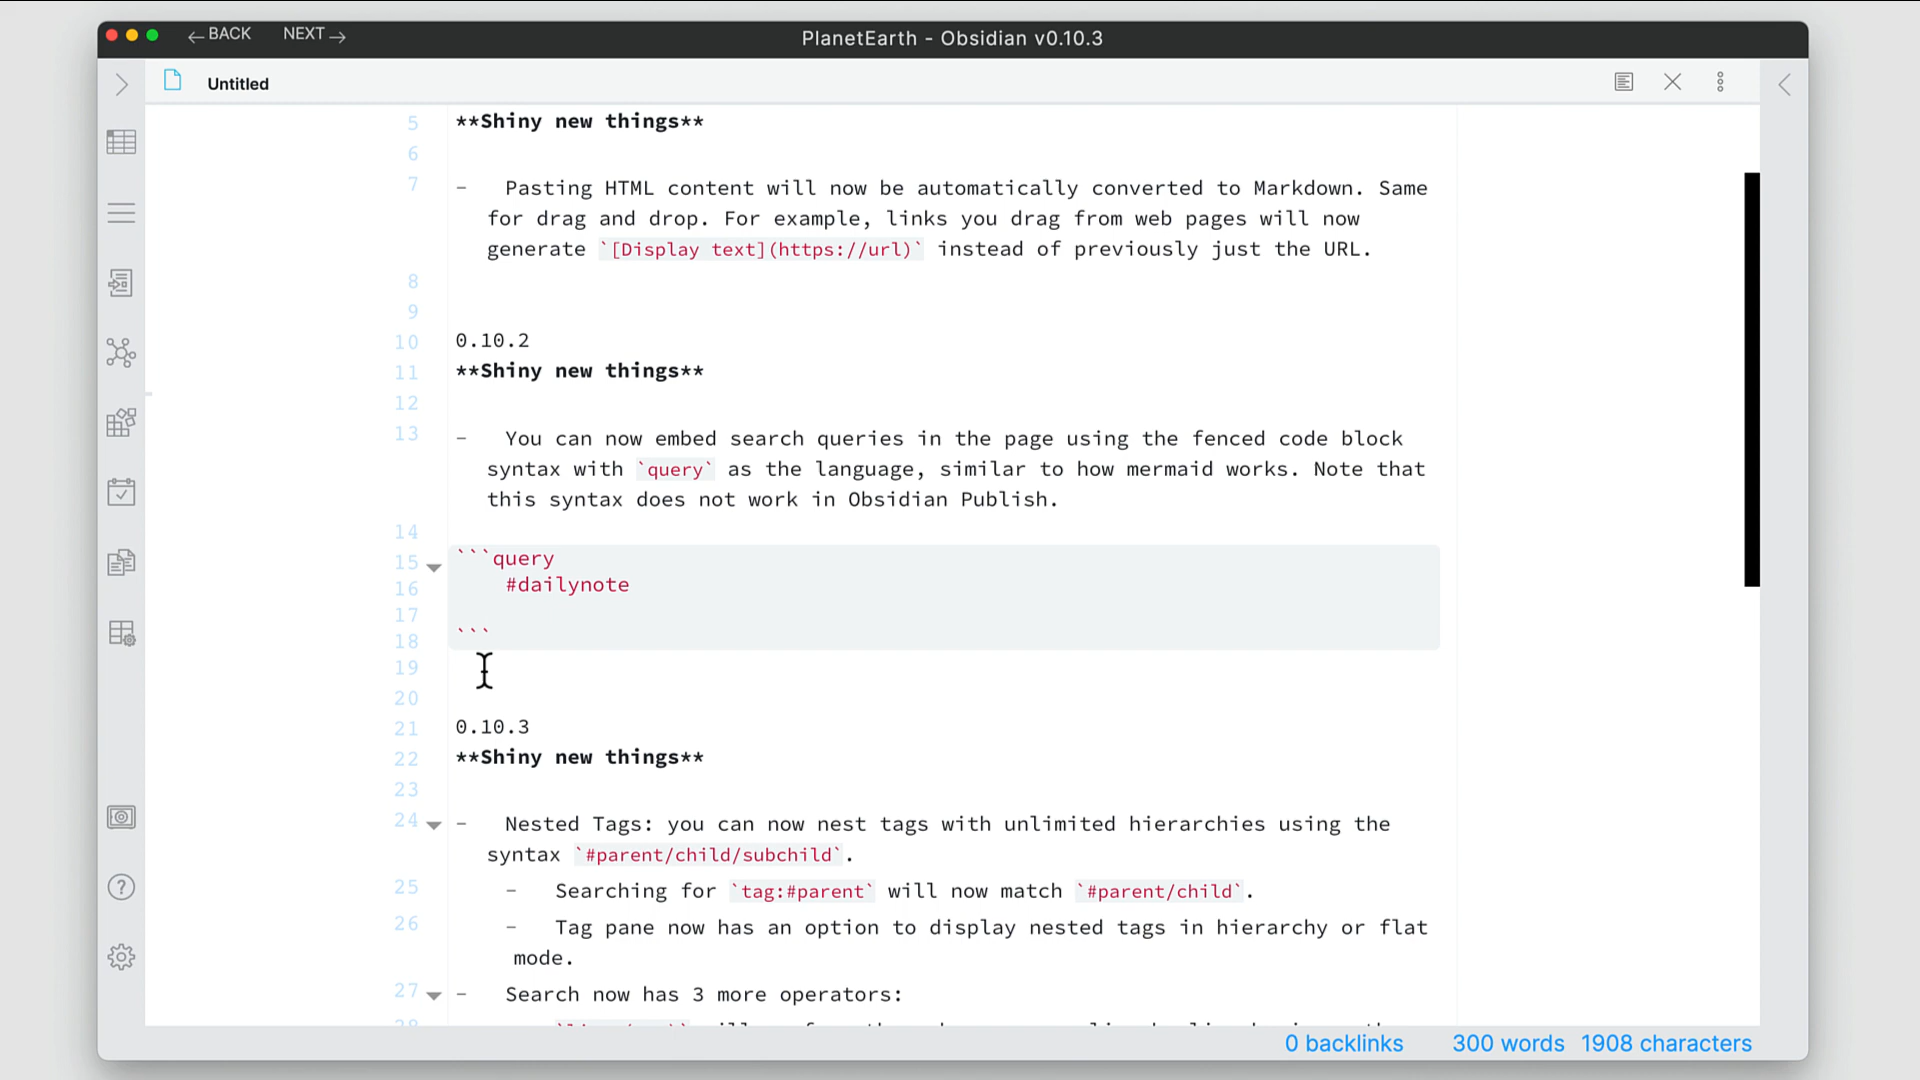 ← BACK NEXT → PlanetEarth - Obsidian v0.10.3
Untitled
5 **Shiny new things**
6
7 - Pasting HTML content will now be automatically converted to Markdown. Same
for drag and drop. For example, links you drag from web pages will now
generate `[Display text](https://url)` instead of previously just the URL.
8
9
10 0.10.2
11 **Shiny new things**
12
13 - You can now embed search queries in the page using the fenced code block
syntax with `query` as the language, similar to how mermaid works. Note that
this syntax does not work in Obsidian Publish.
14
15 ```query
16 #dailynote
17
18 ```
19
20
21 0.10.3
22 **Shiny new things**
23
24 - Nested Tags: you can now nest tags with unlimited hierarchies using the
syntax `#parent/child/subchild`.
25 - Searching for `tag:#parent` will now match `#parent/child`.
26 - Tag pane now has an option to display nested tags in hierarchy or flat
mode.
27 - Search now has 3 more operators:
0 backlinks 300 words 1908 characters